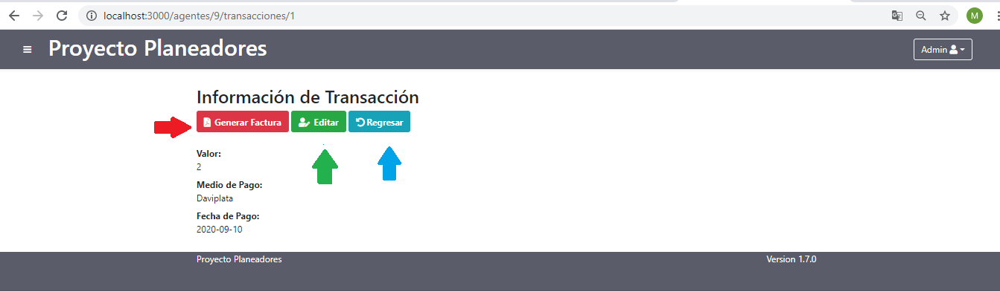 localhost:3000/agentes/9/transacciones/1
M
Proyecto Planeadores
Admin
Información de Transacción
Generar Factura Editar Regresar
Valor:
2
Medio de Pago:
Daviplata
Fecha de Pago:
2020-09-10
Proyecto Planeadores Version 1.7.0